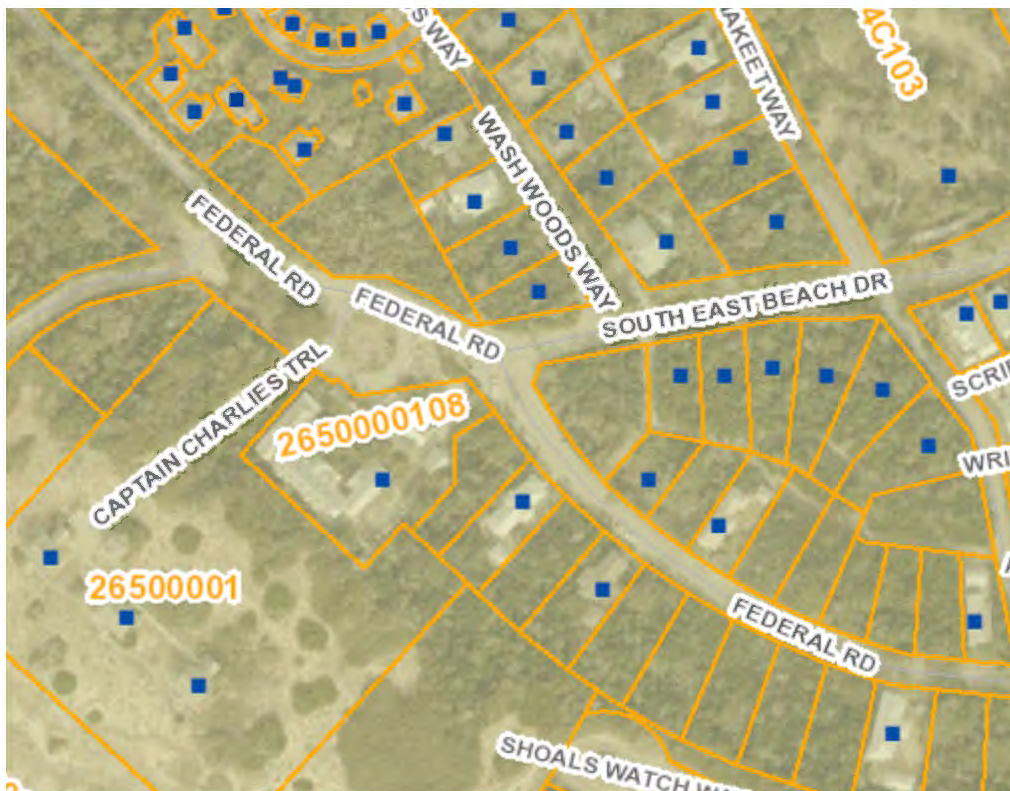 S WAY
AKEET WAY
4C103
WASH WOODS WAY
FEDERAL RD
FEDERAL RD
SOUTH EAST BEACH DR
CAPTAIN CHARLIES TRL
2650000108
SCRI
WRI
26500001
FEDERAL RD
SHOALS WATCH W